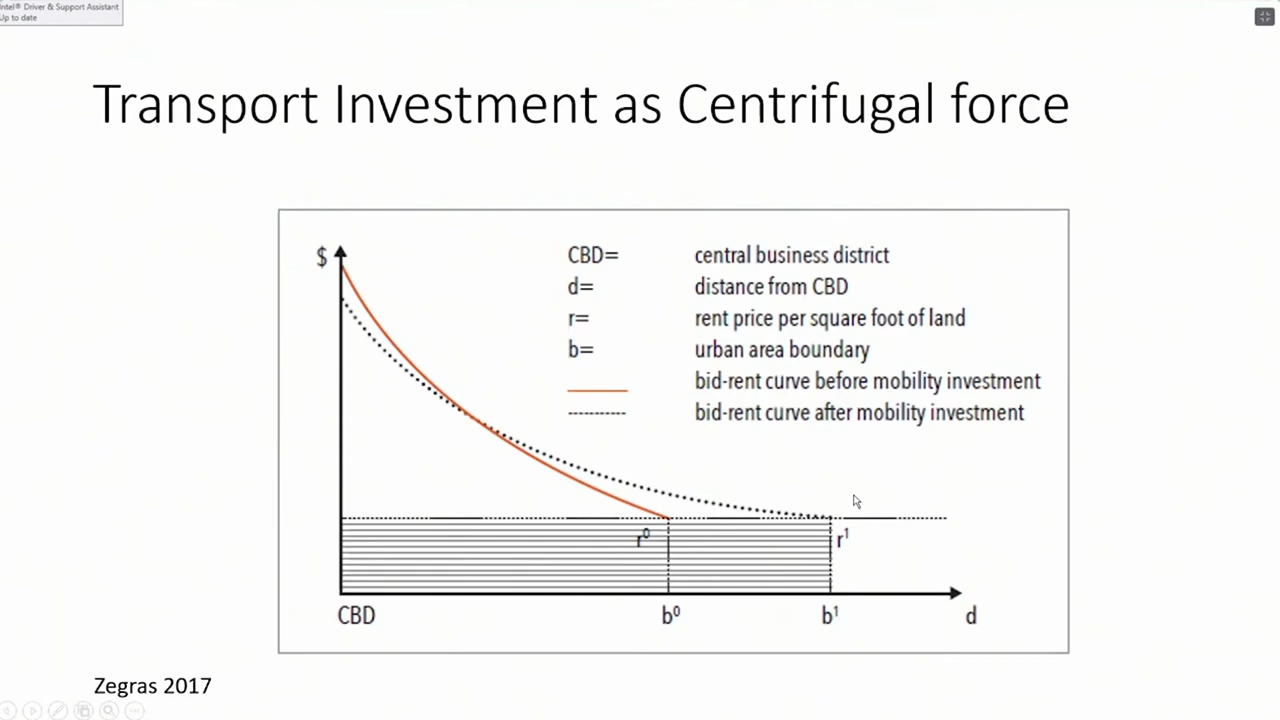 Intel® Driver & Support Assistant
Up to date
Transport Investment as Centrifugal force
$
CBD= central business district
d= distance from CBD
r= rent price per square foot of land
b= urban area boundary
bid-rent curve before mobility investment
bid-rent curve after mobility investment
r⁰ r¹
CBD b⁰ b¹ d
Zegras 2017